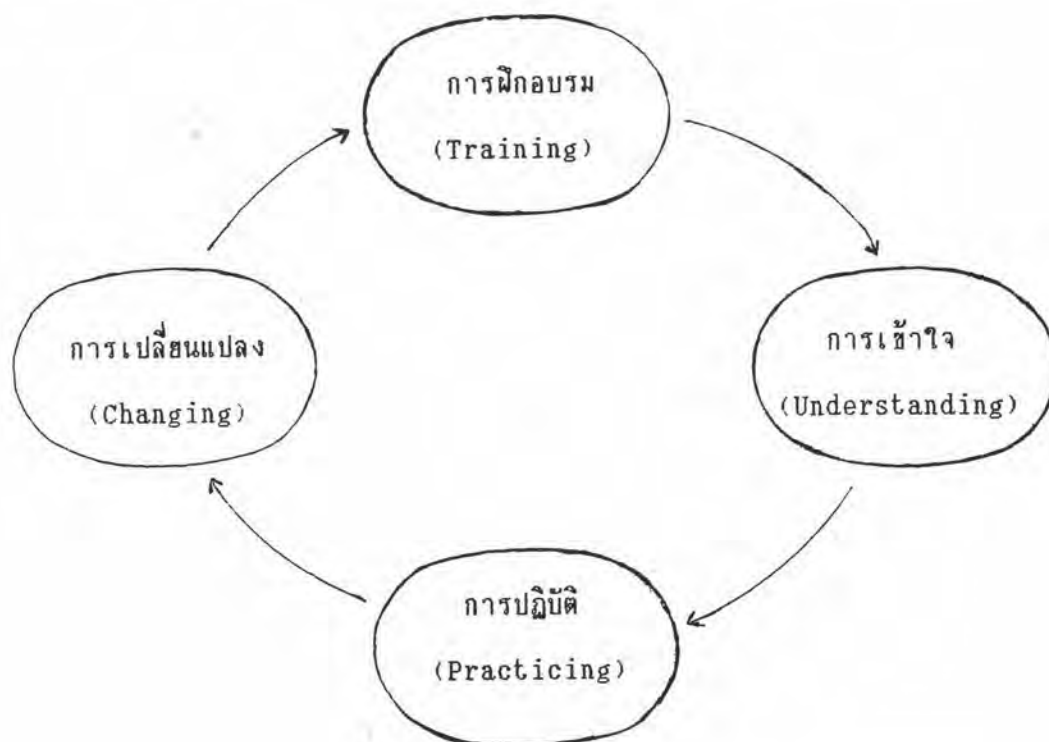 การฝึกอบรม
(Training)
การเข้าใจ
(Understanding)
การปฏิบัติ
(Practicing)
การเปลี่ยนแปลง
(Changing)